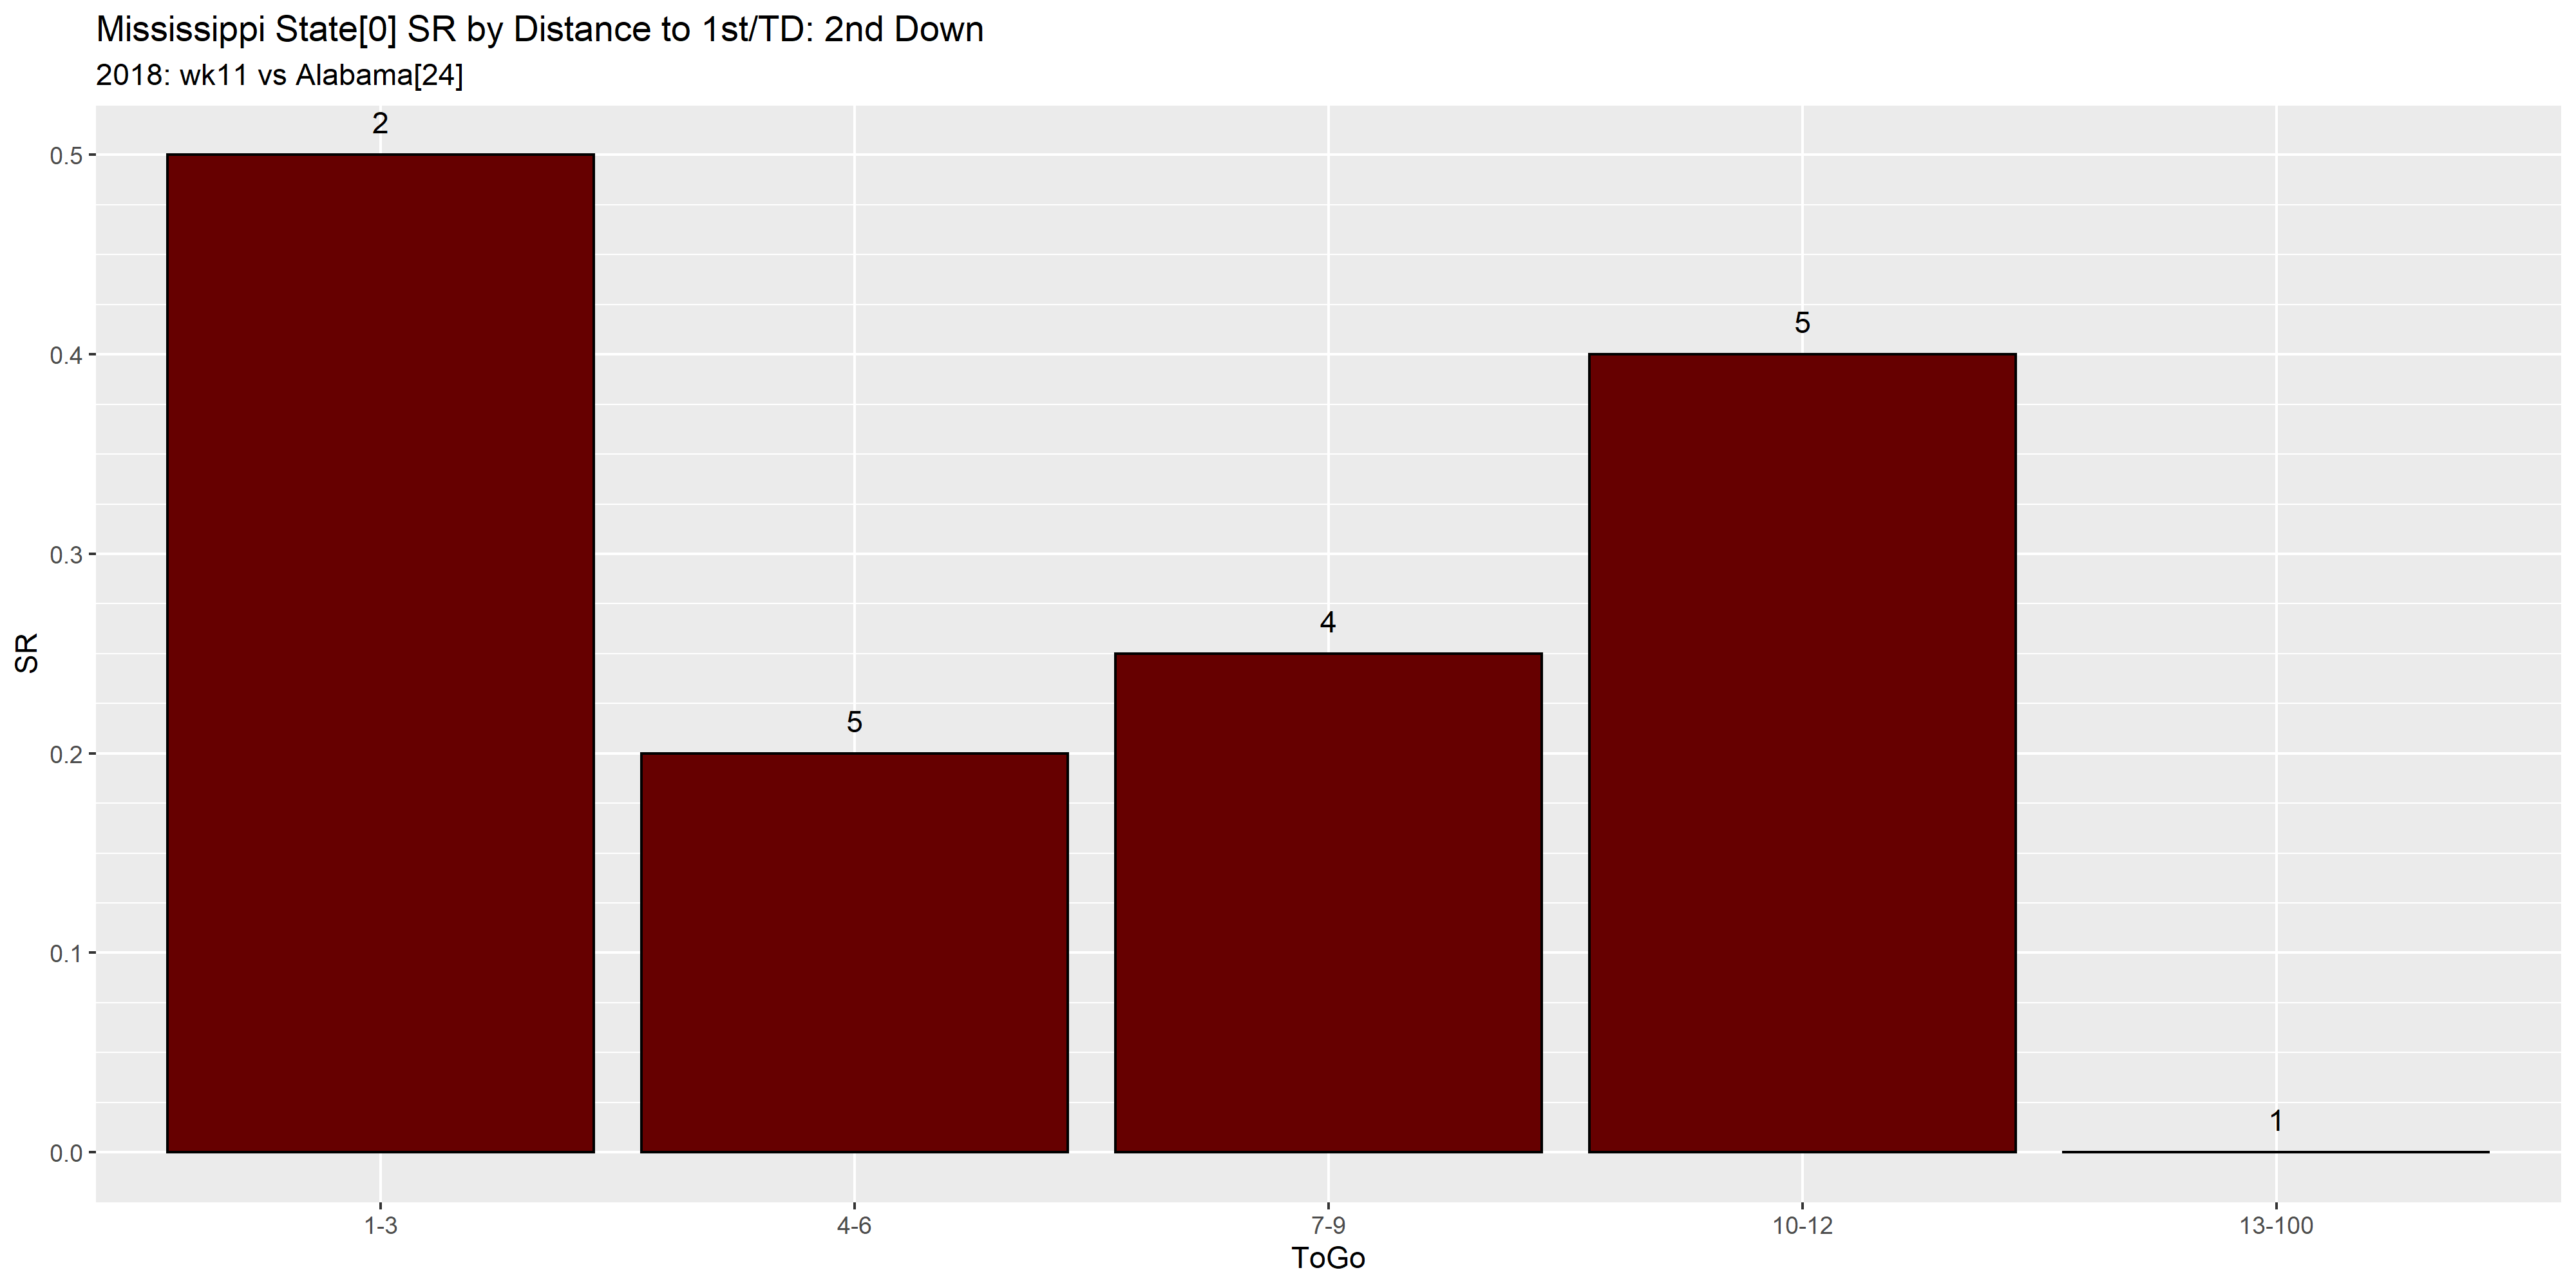 Mississippi State[0] SR by Distance to 1st/TD: 2nd Down
2018: wk11 vs Alabama[24]
2
0.5
5
0.4
0.3
4
SR
5
0.2
0.1
1
0.0
1-3 4-6 7-9 10-12 13-100
ToGo